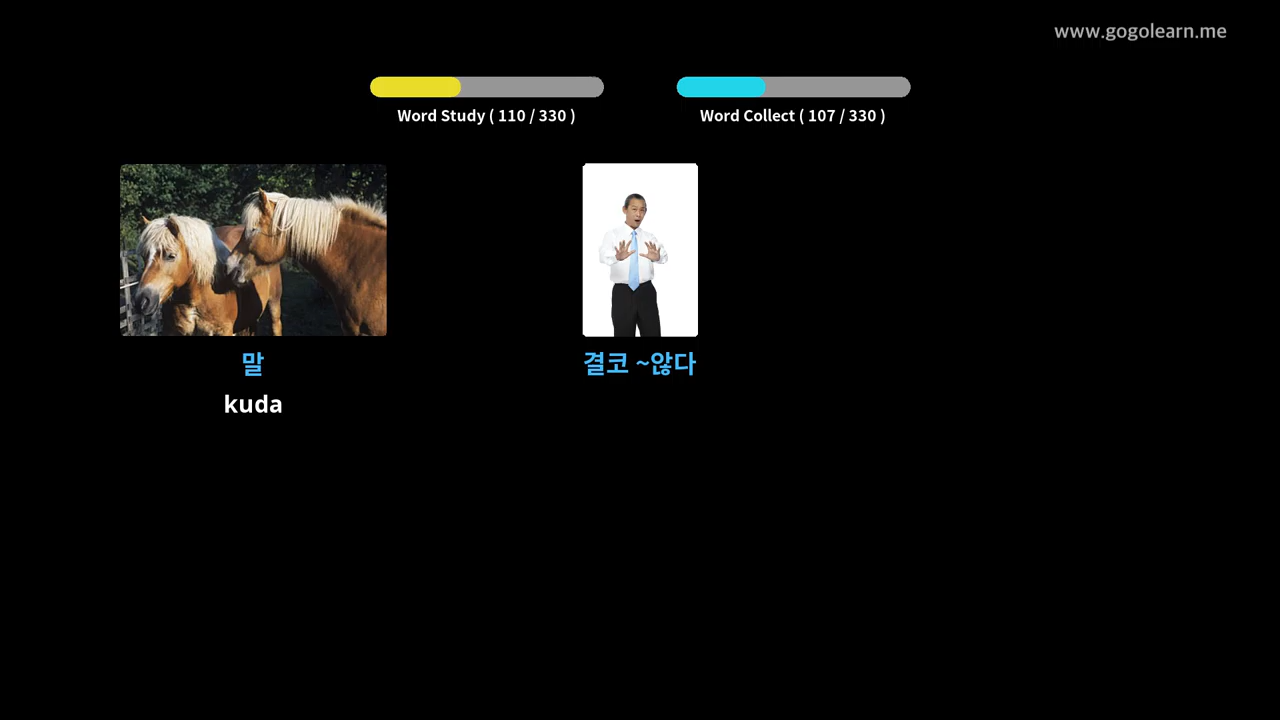 www.gogolearn.me
Word Study ( 110 / 330 )
Word Collect ( 107 / 330 )
말
결코 ~않다
kuda